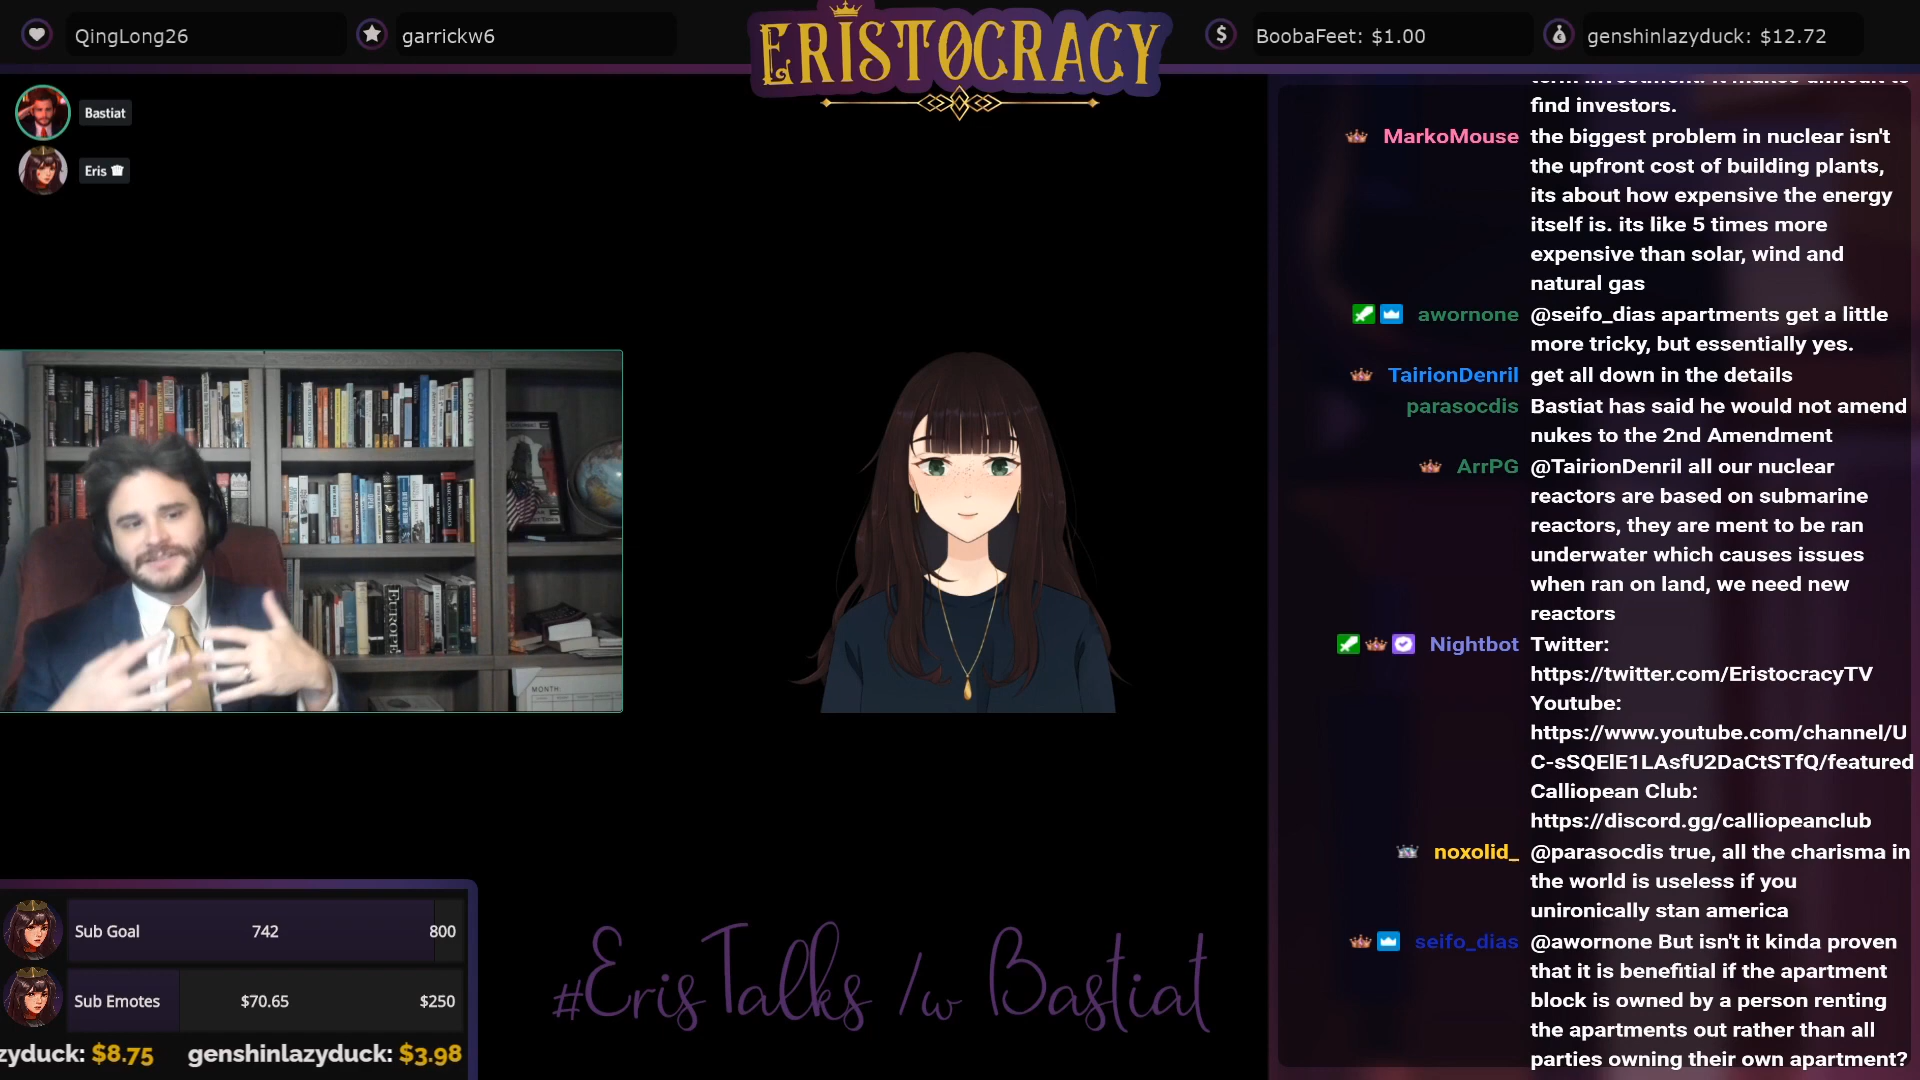 QingLong26
garrickw6
ERISTOCRACY
BoobaFeet: $1.00
genshinlazyduck: $12.72
Bastiat
Eris
find investors.
MarkoMouse the biggest problem in nuclear isn't
the upfront cost of building plants,
its about how expensive the energy
itself is. its like 5 times more
expensive than solar, wind and
natural gas
awornone @seifo_dias apartments get a little
more tricky, but essentially yes.
TairionDenril get all down in the details
parasocdis Bastiat has said he would not amend
nukes to the 2nd Amendment
ArrPG @TairionDenril all our nuclear
reactors are based on submarine
reactors, they are ment to be ran
underwater which causes issues
when ran on land, we need new
reactors
Nightbot Twitter:
https://twitter.com/EristocracyTV
Youtube:
https://www.youtube.com/channel/U
C-sSQElE1LAsfU2DaCtSTfQ/featured
Calliopean Club:
https://discord.gg/calliopeanclub
noxolid_ @parasocdis true, all the charisma in
the world is useless if you
unironically stan america
seifo_dias @awornone But isn't it kinda proven
that it is benefitial if the apartment
block is owned by a person renting
the apartments out rather than all
parties owning their own apartment?
EUROPE
MONTH:
Sub Goal 742 800
Sub Emotes $70.65 $250
zyduck: $8.75 genshinlazyduck: $3.98
#ErisTalks /w Bastiat